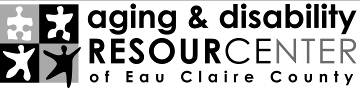 aging & disability
RESOURCENTER
of Eau Claire County